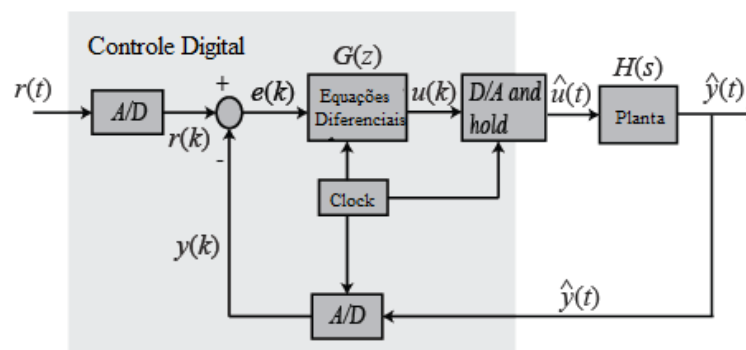 Controle Digital
G(z)
H(s)
r(t)
A/D
r(k)
+
-
e(k)
Equações
Diferenciais
u(k)
D/A and
hold
û(t)
Planta
ŷ(t)
Clock
y(k)
A/D
ŷ(t)